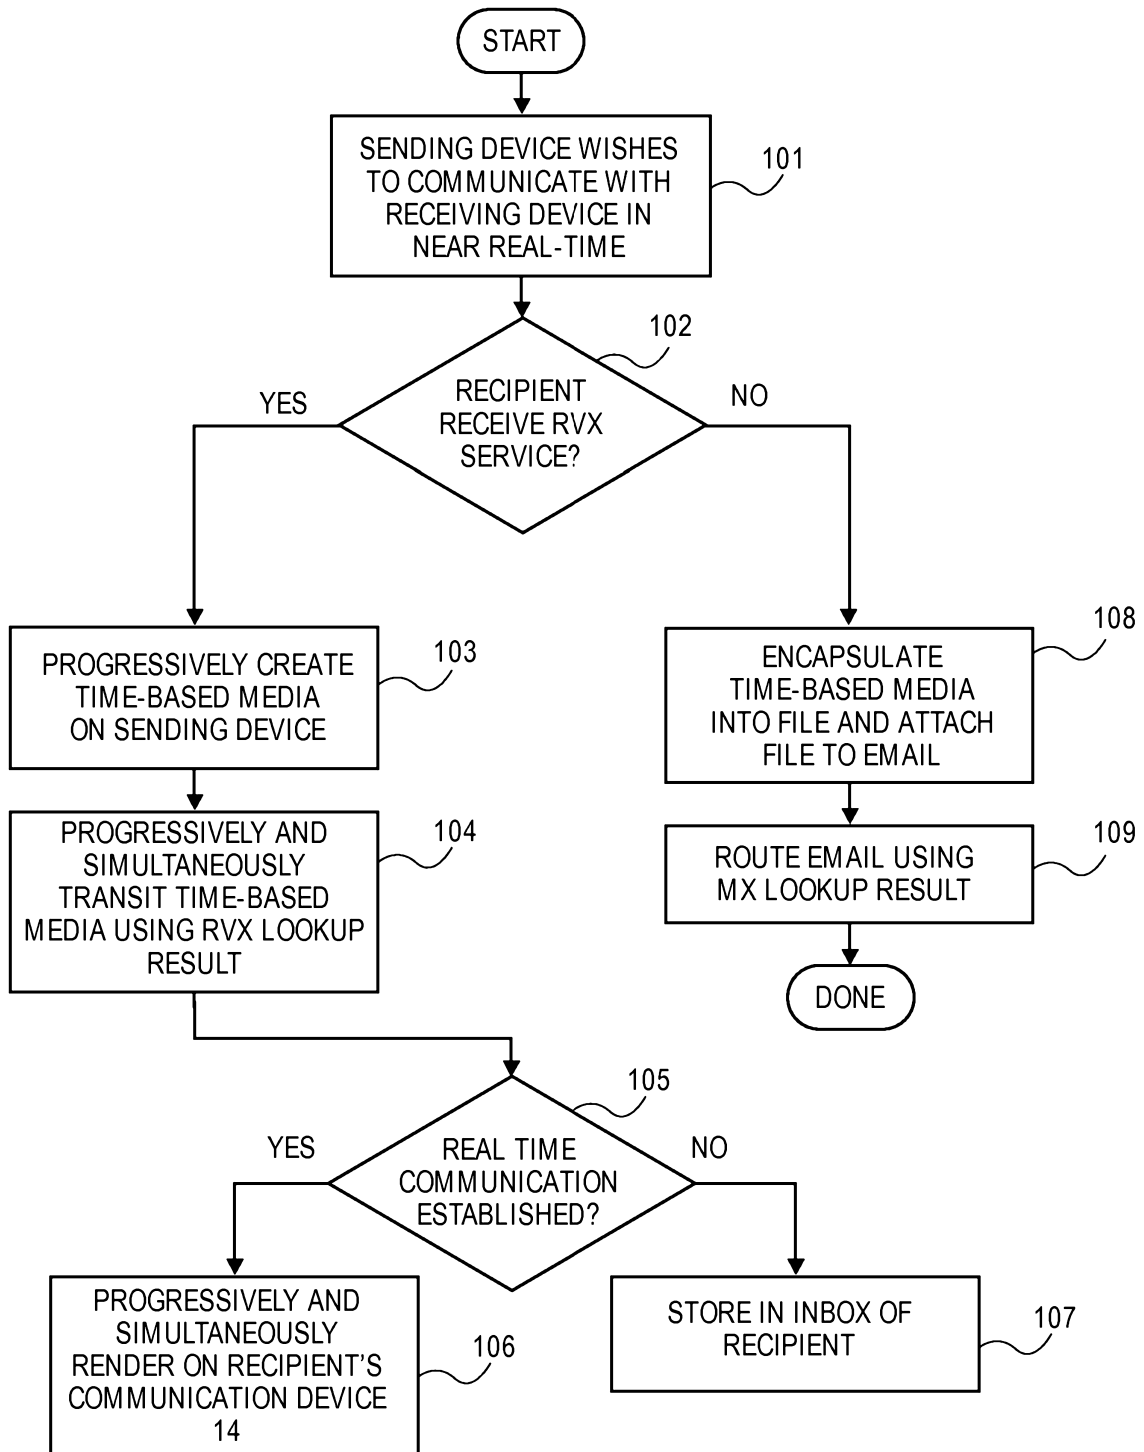 START
SENDING DEVICE WISHES
TO COMMUNICATE WITH
RECEIVING DEVICE IN
NEAR REAL-TIME
101
102
RECIPIENT
RECEIVE RVX
SERVICE?
YES
NO
PROGRESSIVELY CREATE
TIME-BASED MEDIA
ON SENDING DEVICE
103
PROGRESSIVELY AND
SIMULTANEOUSLY
TRANSIT TIME-BASED
MEDIA USING RVX LOOKUP
RESULT
104
ENCAPSULATE
TIME-BASED MEDIA
INTO FILE AND ATTACH
FILE TO EMAIL
108
ROUTE EMAIL USING
MX LOOKUP RESULT
109
DONE
105
REAL TIME
COMMUNICATION
ESTABLISHED?
YES
NO
PROGRESSIVELY AND
SIMULTANEOUSLY
RENDER ON RECIPIENT'S
COMMUNICATION DEVICE
14
106
STORE IN INBOX OF
RECIPIENT
107